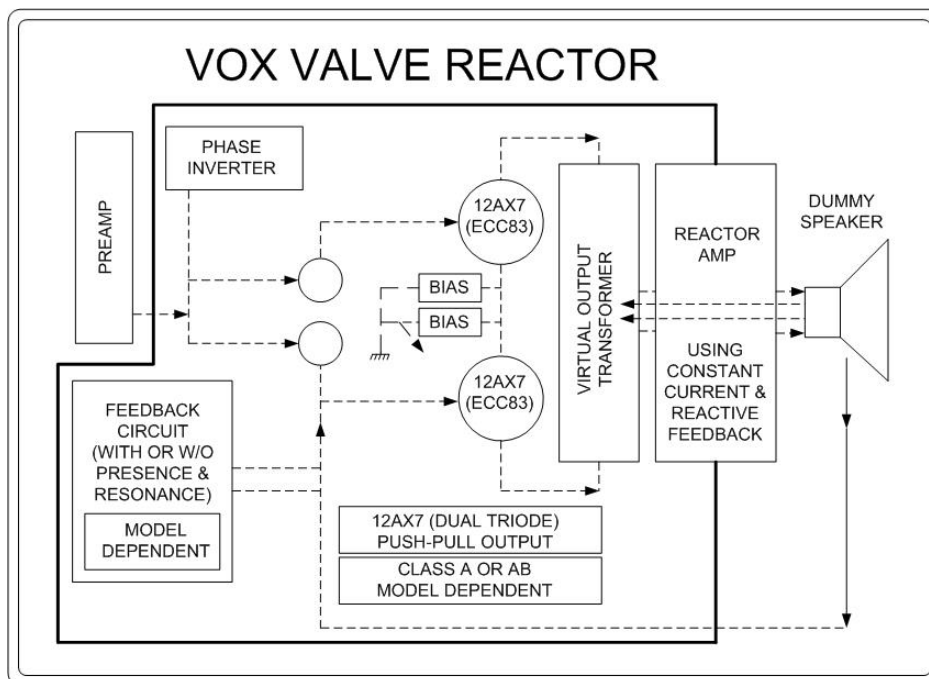 VOX VALVE REACTOR
PREAMP
PHASE
INVERTER
12AX7
(ECC83)
BIAS
BIAS
12AX7
(ECC83)
VIRTUAL OUTPUT
TRANSFORMER
REACTOR
AMP
USING
CONSTANT
CURRENT &
REACTIVE
FEEDBACK
DUMMY
SPEAKER
FEEDBACK
CIRCUIT
(WITH OR W/O
PRESENCE &
RESONANCE)
MODEL
DEPENDENT
12AX7 (DUAL TRIODE)
PUSH-PULL OUTPUT
CLASS A OR AB
MODEL DEPENDENT